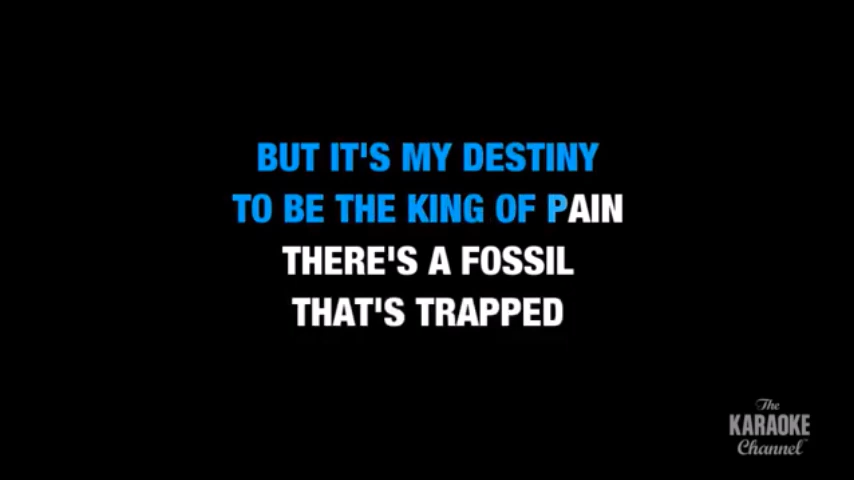 BUT IT'S MY DESTINY
TO BE THE KING OF PAIN
THERE'S A FOSSIL
THAT'S TRAPPED
The
KARAOKE
Channel